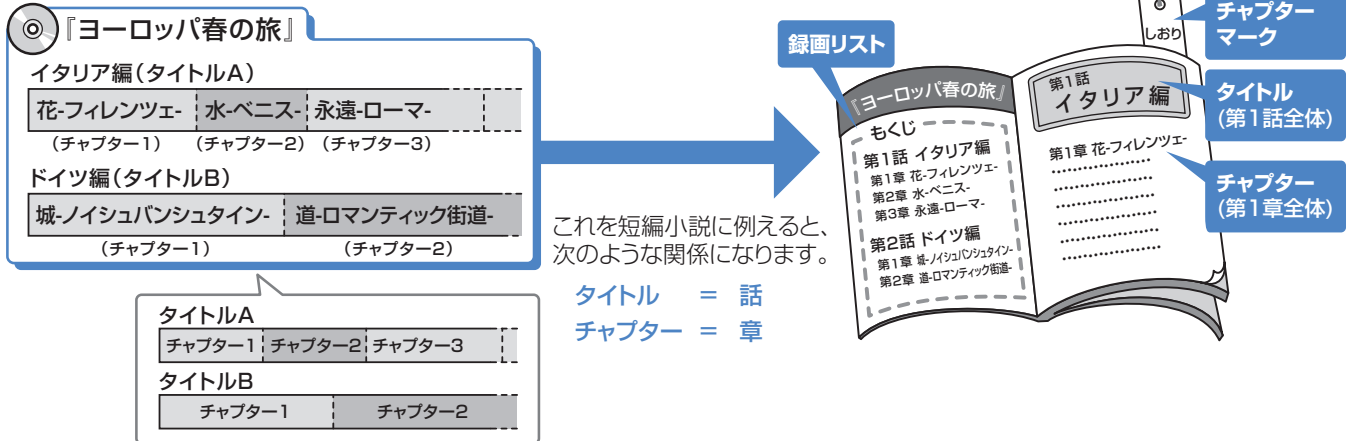 『ヨーロッパ春の旅』
イタリア編(タイトルA)
花-フィレンツェ- 水-ベニス- 永遠-ローマ-
(チャプター1) (チャプター2) (チャプター3)
ドイツ編(タイトルB)
城-ノイシュバンシュタイン- 道-ロマンティック街道-
(チャプター1) (チャプター2)
タイトルA
チャプター1 チャプター2 チャプター3
タイトルB
チャプター1 チャプター2
これを短編小説に例えると、
次のような関係になります。
タイトル = 話
チャプター = 章
録画リスト
『ヨーロッパ春の旅』
もくじ
第1話 イタリア編
第1章 花-フィレンツェ-
第2章 水-ベニス-
第3章 永遠-ローマ-
第2話 ドイツ編
第1章 城-ノイシュバンシュタイン-
第2章 道-ロマンティック街道-
しおり
第1話
イタリア編
第1章 花-フィレンツェ-
チャプター
マーク
タイトル
(第1話全体)
チャプター
(第1章全体)